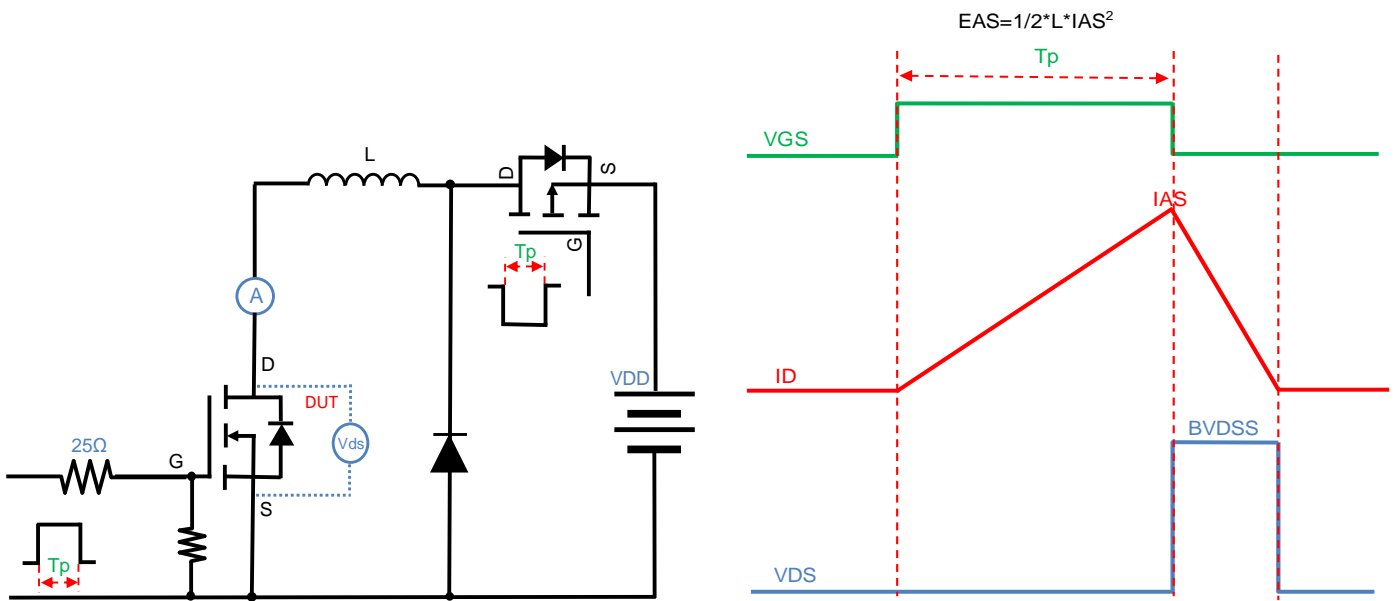 EAS=1/2*L*IAS²
Tp
VGS
IAS
ID
BVDSS
VDS
L
D
S
G
Tp
A
D
VDD
DUT
Vds
25Ω
G
S
Tp